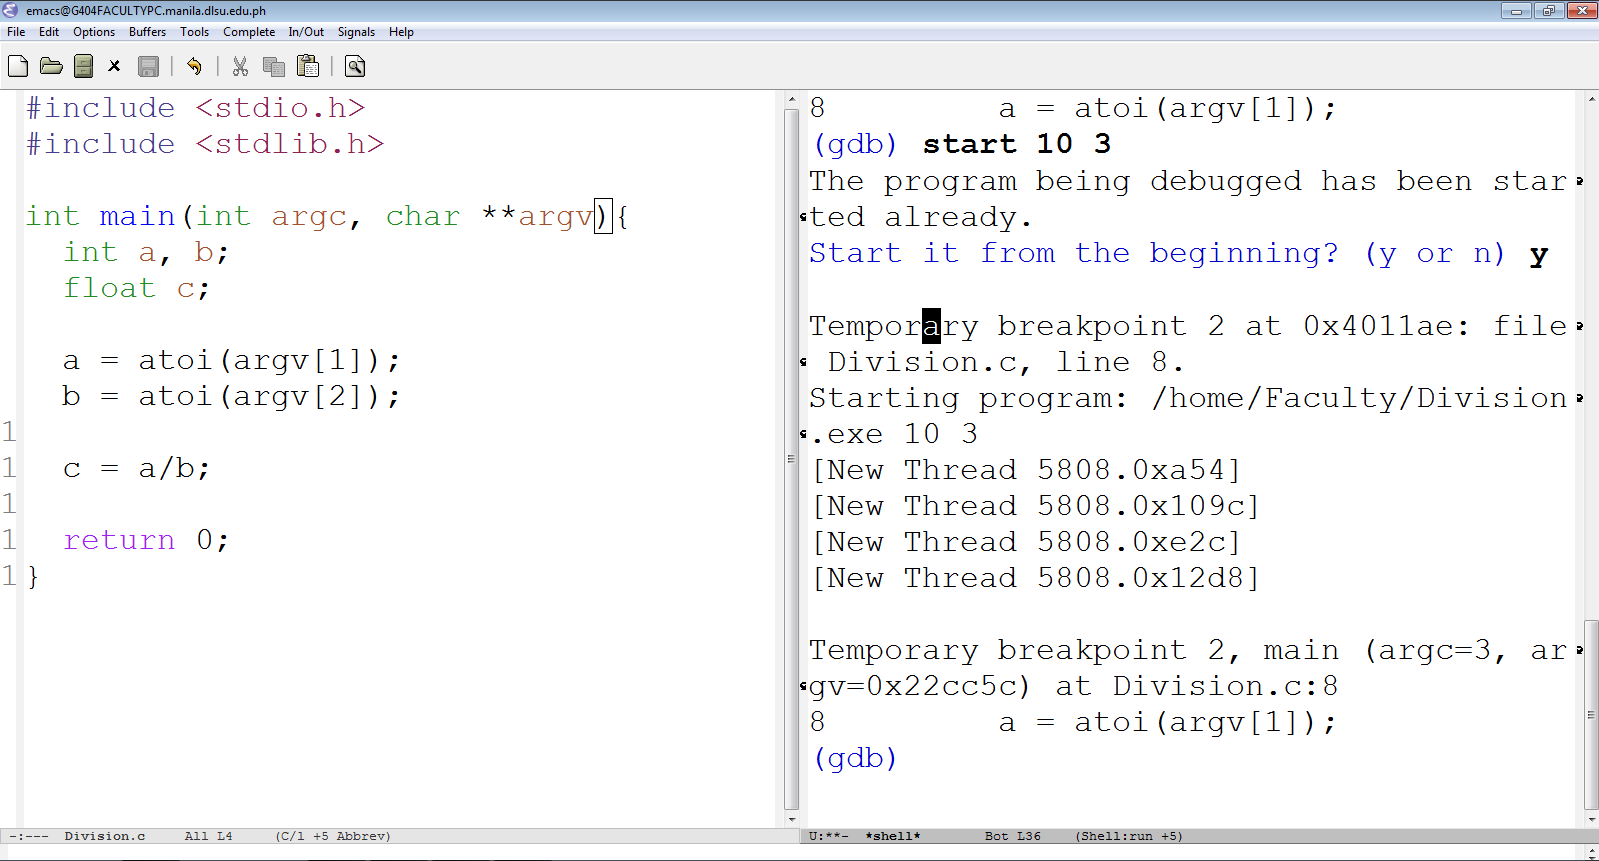 emacs@G404FACULTYPC.manila.dlsu.edu.ph
File Edit Options Buffers Tools Complete In/Out Signals Help
#include <stdio.h>
#include <stdlib.h>
int main(int argc, char **argv){
  int a, b;
  float c;
  a = atoi(argv[1]);
  b = atoi(argv[2]);
1
1 c = a/b;
1
1 return 0;
1 }
-:--- Division.c All L4 (C/l +5 Abbrev)
8 a = atoi(argv[1]);
(gdb) start 10 3
The program being debugged has been star
ted already.
Start it from the beginning? (y or n) y
Temporary breakpoint 2 at 0x4011ae: file
 Division.c, line 8.
Starting program: /home/Faculty/Division
.exe 10 3
[New Thread 5808.0xa54]
[New Thread 5808.0x109c]
[New Thread 5808.0xe2c]
[New Thread 5808.0x12d8]
Temporary breakpoint 2, main (argc=3, ar
gv=0x22cc5c) at Division.c:8
8 a = atoi(argv[1]);
(gdb)
U:**- *shell* Bot L36 (Shell:run +5)